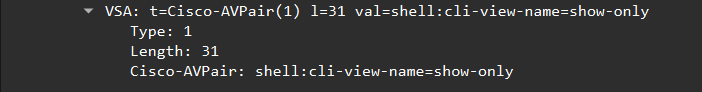 VSA: t=Cisco-AVPair(1) l=31 val=shell:cli-view-name=show-only
Type: 1
Length: 31
Cisco-AVPair: shell:cli-view-name=show-only